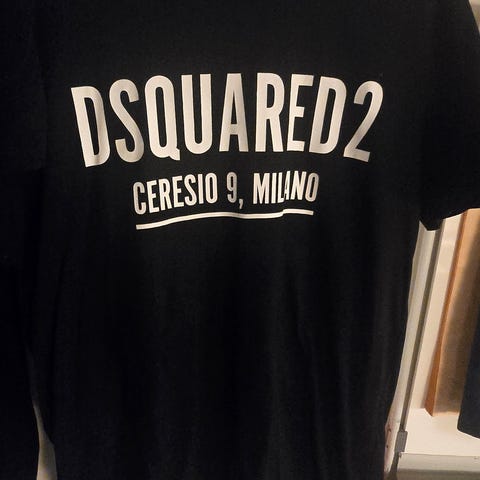 DSQUARED2
CERESIO 9, MILANO